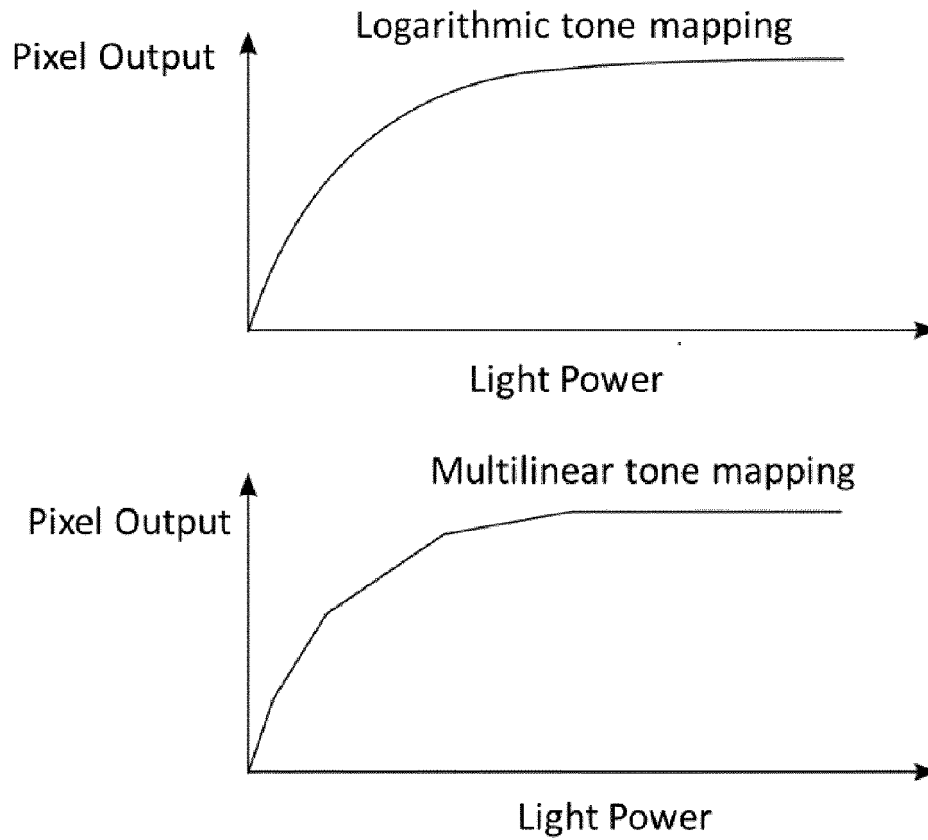 Logarithmic tone mapping
Pixel Output
Light Power
Multilinear tone mapping
Pixel Output
Light Power